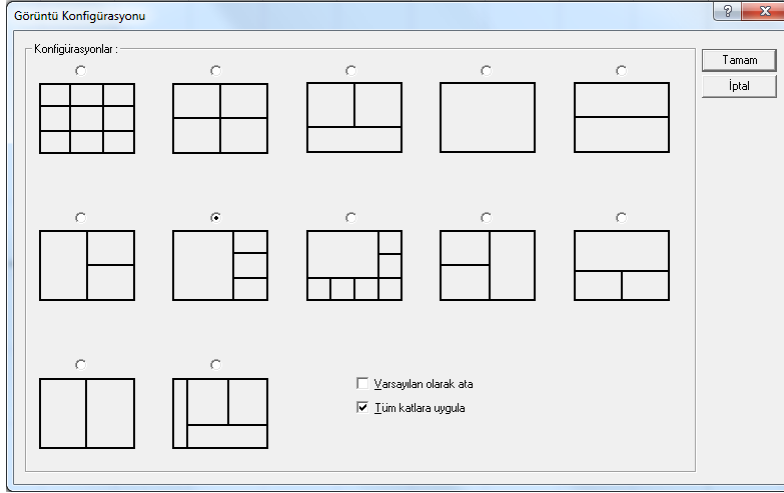 Görüntü Konfigürasyonu
Konfigürasyonlar :
Tamam
İptal
Varsayılan olarak ata
Tüm katlara uygula